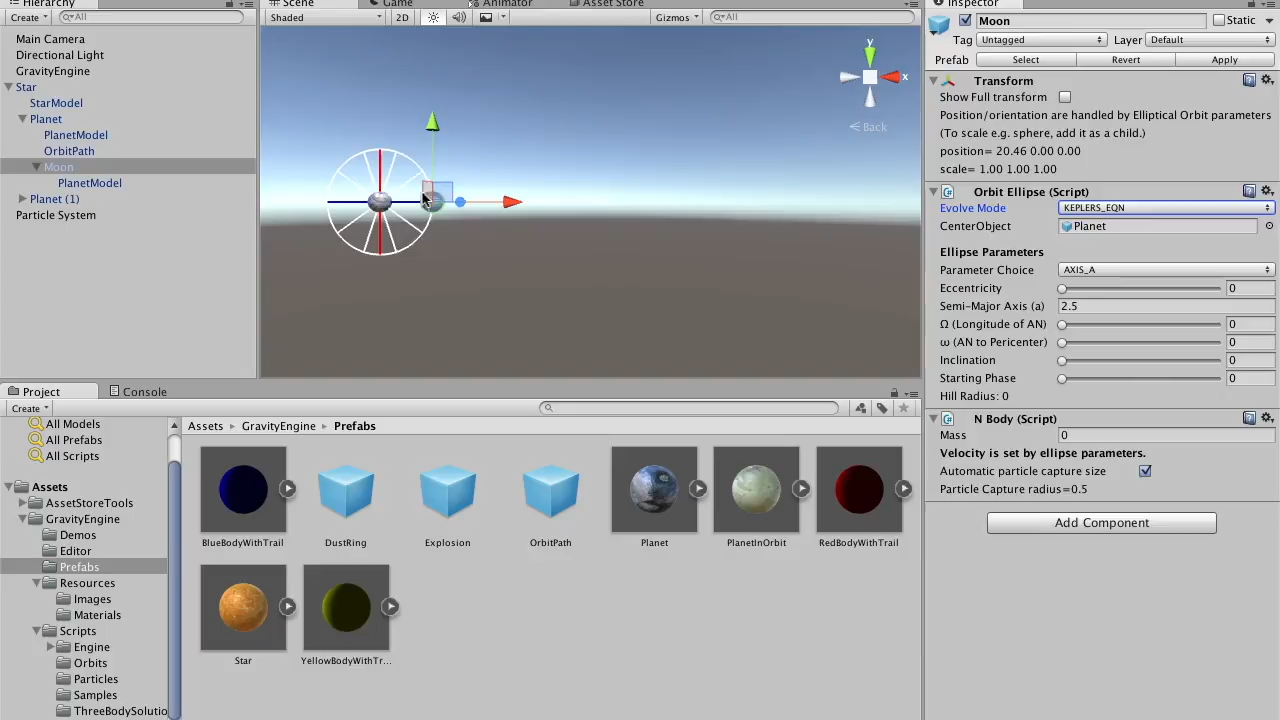 Hierarchy
Create
All
Main Camera
Directional Light
GravityEngine
Star
StarModel
Planet
PlanetModel
OrbitPath
Moon
PlanetModel
Planet (1)
Particle System
Scene
Game
Animator
Asset Store
Shaded
2D
Gizmos
All
y
x
Back
Inspector
Moon
Static
Tag
Untagged
Layer
Default
Prefab
Select
Revert
Apply
Transform
Show Full transform
Position/orientation are handled by Elliptical Orbit parameters
(To scale e.g. sphere, add it as a child.)
position= 20.46 0.00 0.00
scale= 1.00 1.00 1.00
Orbit Ellipse (Script)
Evolve Mode
KEPLERS_EQN
CenterObject
Planet
Ellipse Parameters
Parameter Choice
AXIS_A
Eccentricity
0
Semi-Major Axis (a)
2.5
Ω (Longitude of AN)
0
ω (AN to Pericenter)
0
Inclination
0
Starting Phase
0
Hill Radius: 0
N Body (Script)
Mass
0
Velocity is set by ellipse parameters.
Automatic particle capture size
Particle Capture radius=0.5
Add Component
Project
Console
Create
All Models
All Prefabs
All Scripts
Assets
AssetStoreTools
GravityEngine
Demos
Editor
Prefabs
Resources
Images
Materials
Scripts
Engine
Orbits
Particles
Samples
ThreeBodySolutio
Assets
GravityEngine
Prefabs
BlueBodyWithTrail
DustRing
Explosion
OrbitPath
Planet
PlanetInOrbit
RedBodyWithTrail
Star
YellowBodyWithTr...